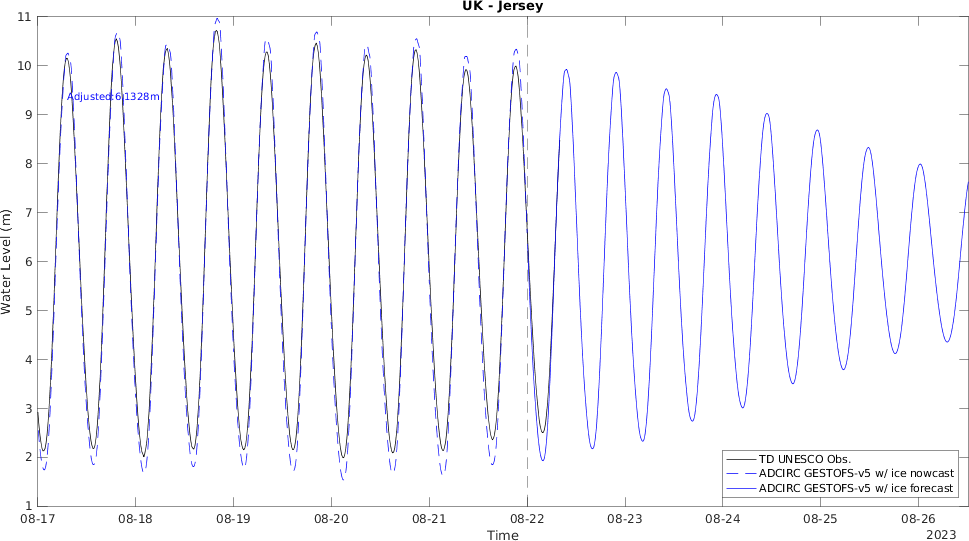 UK - Jersey
11
10
9
8
7
6
5
4
3
2
1
Water Level (m)
Adjusted:6.1328m
TD UNESCO Obs.
ADCIRC GESTOFS-v5 w/ ice nowcast
ADCIRC GESTOFS-v5 w/ ice forecast
08-17 08-18 08-19 08-20 08-21 08-22 08-23 08-24 08-25 08-26
Time
2023